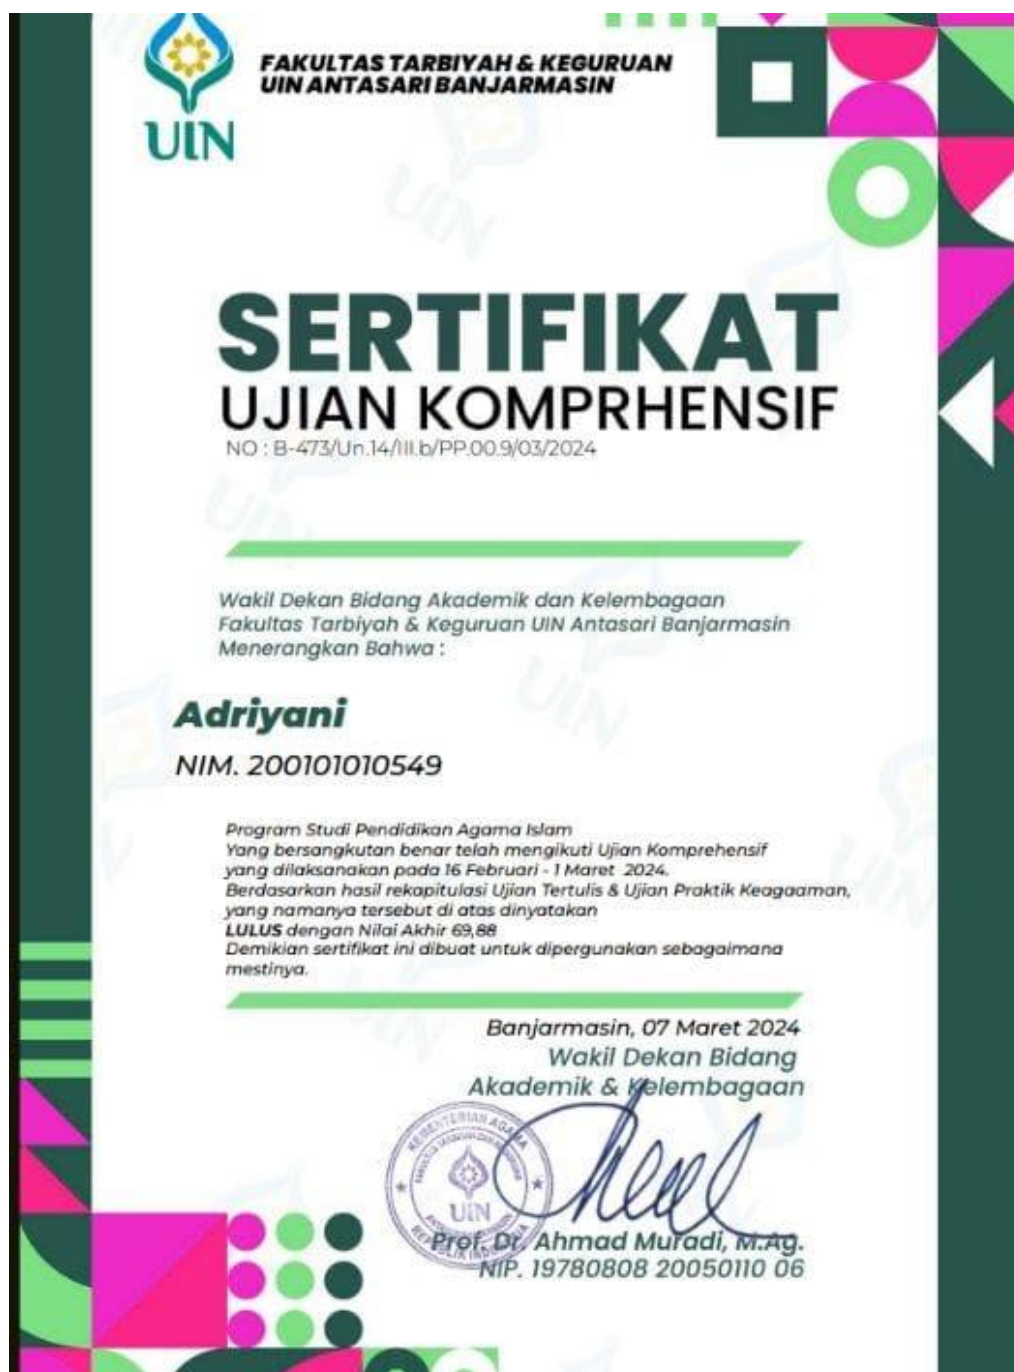 UIN
FAKULTAS TARBIYAH & KEGURUAN
UIN ANTASARI BANJARMASIN
SERTIFIKAT
UJIAN KOMPRHENSIF
NO : B-473/Un.14/III.b/PP.00.9/03/2024
Wakil Dekan Bidang Akademik dan Kelembagaan
Fakultas Tarbiyah & Keguruan UIN Antasari Banjarmasin
Menerangkan Bahwa :
Adriyani
NIM. 200101010549
Program Studi Pendidikan Agama Islam
Yang bersangkutan benar telah mengikuti Ujian Komprehensif
yang dilaksanakan pada 16 Februari - 1 Maret 2024.
Berdasarkan hasil rekapitulasi Ujian Tertulis & Ujian Praktik Keagaaman,
yang namanya tersebut di atas dinyatakan
LULUS dengan Nilai Akhir 69,88
Demikian sertifikat ini dibuat untuk dipergunakan sebagaimana
mestinya.
Banjarmasin, 07 Maret 2024
Wakil Dekan Bidang
Akademik & Kelembagaan
KEMENTERIAN AGAMA
UIN
REPUBLIK INDONESIA
Prof. Dr. Ahmad Muradi, M.Ag.
NIP. 19780808 20050110 06